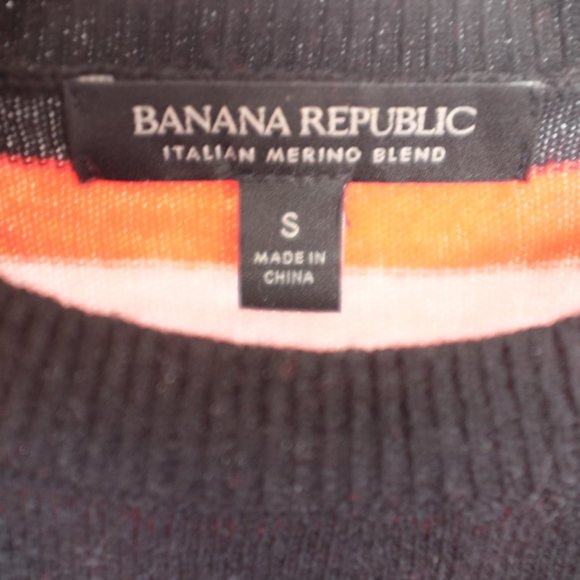 BANANA REPUBLIC
ITALIAN MERINO BLEND
S
MADE IN
CHINA